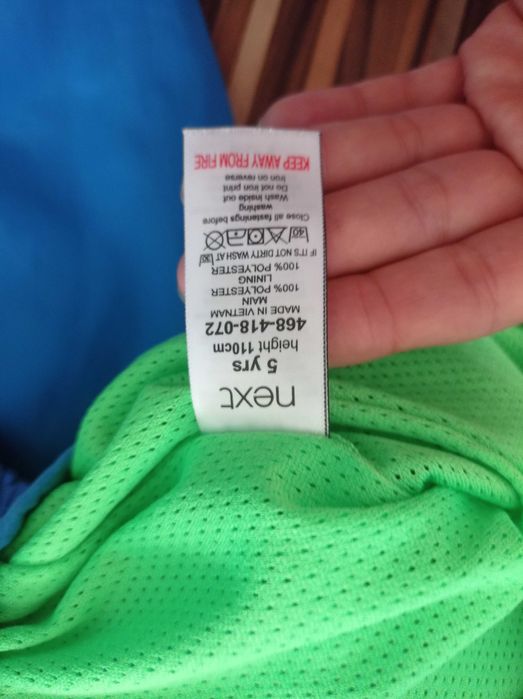 next
5 yrs
height 110cm
468-418-072
MADE IN VIETNAM
MAIN
100% POLYESTER
LINING
100% POLYESTER
IF IT'S NOT DIRTY WASH AT 30
40
Close all fastenings before
washing
Wash inside out
Do not iron print
Iron on reverse
KEEP AWAY FROM FIRE